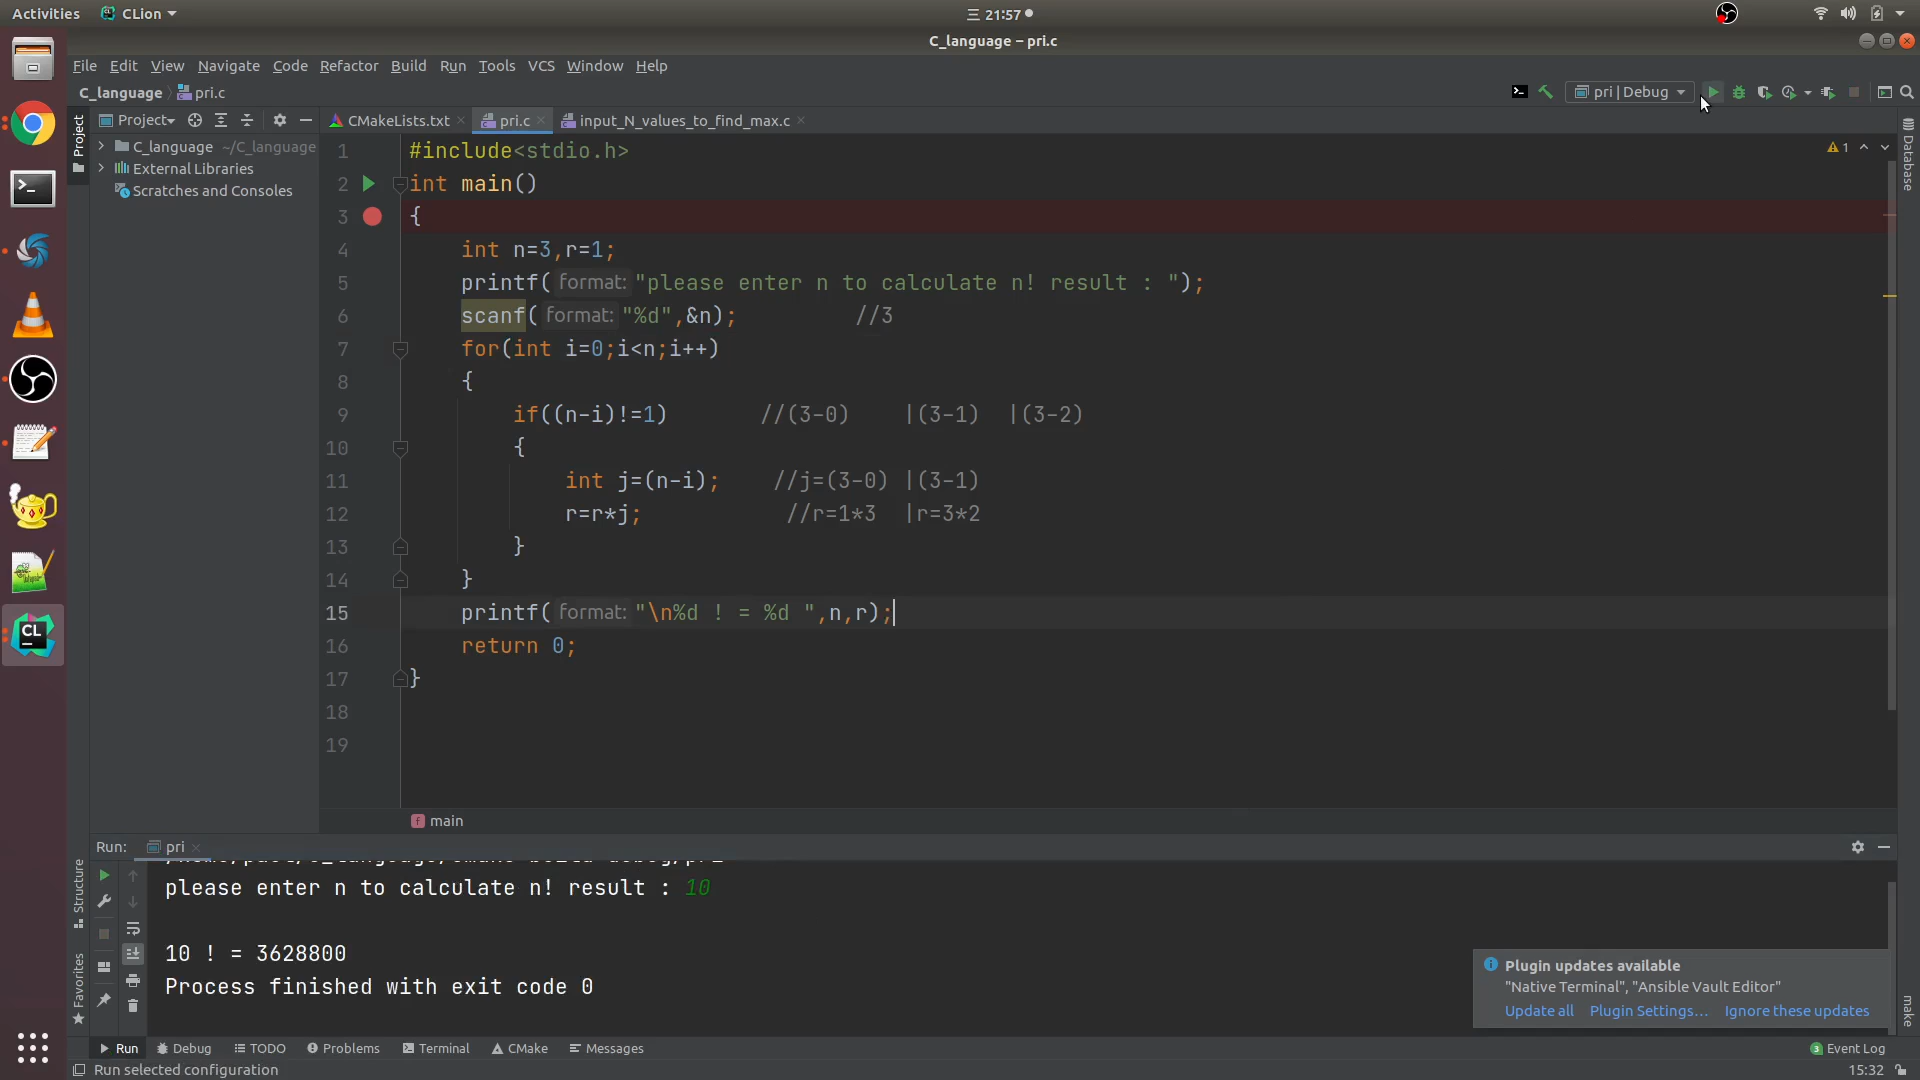 Activities CLion 三 21:57
C_language – pri.c
File Edit View Navigate Code Refactor Build Run Tools VCS Window Help
C_language pri.c pri | Debug
Project CMakeLists.txt pri.c input_N_values_to_find_max.c
C_language ~/C_language
External Libraries
Scratches and Consoles
Project
Database
1 #include<stdio.h>
2 int main()
3 {
4 int n=3,r=1;
5 printf( format: "please enter n to calculate n! result : ");
6 scanf( format: "%d",&n); //3
7 for(int i=0;i<n;i++)
8 {
9 if((n-i)!=1) //(3-0) |(3-1) |(3-2)
10 {
11 int j=(n-i); //j=(3-0) |(3-1)
12 r=r*j; //r=1*3 |r=3*2
13 }
14 }
15 printf( format: "\n%d ! = %d ",n,r);
16 return 0;
17 }
18
19
1
f main
Run: pri
please enter n to calculate n! result : 10
10 ! = 3628800
Process finished with exit code 0
Structure
Favorites
make
Plugin updates available
"Native Terminal", "Ansible Vault Editor"
Update all Plugin Settings... Ignore these updates
Run Debug TODO Problems Terminal CMake Messages 3 Event Log
Run selected configuration 15:32
CL